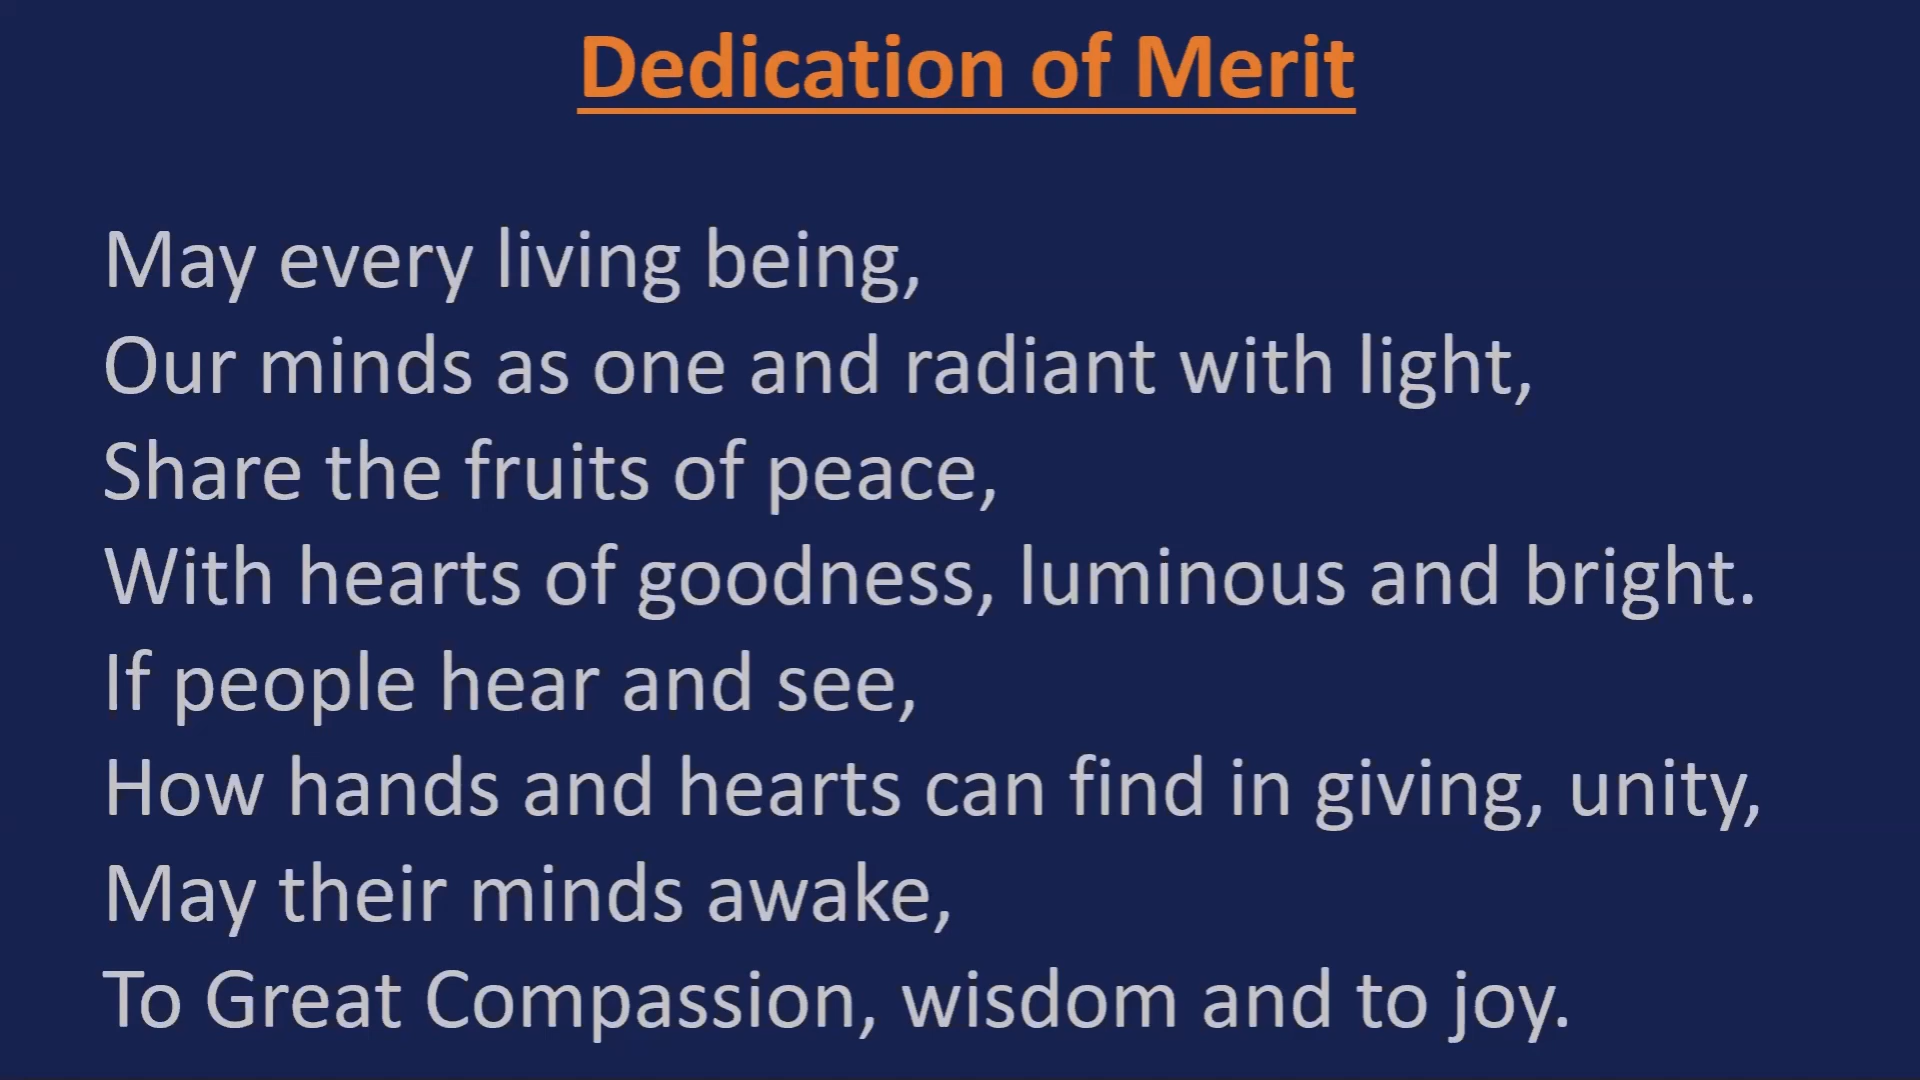 Dedication of Merit
May every living being,
Our minds as one and radiant with light,
Share the fruits of peace,
With hearts of goodness, luminous and bright.
If people hear and see,
How hands and hearts can find in giving, unity,
May their minds awake,
To Great Compassion, wisdom and to joy.